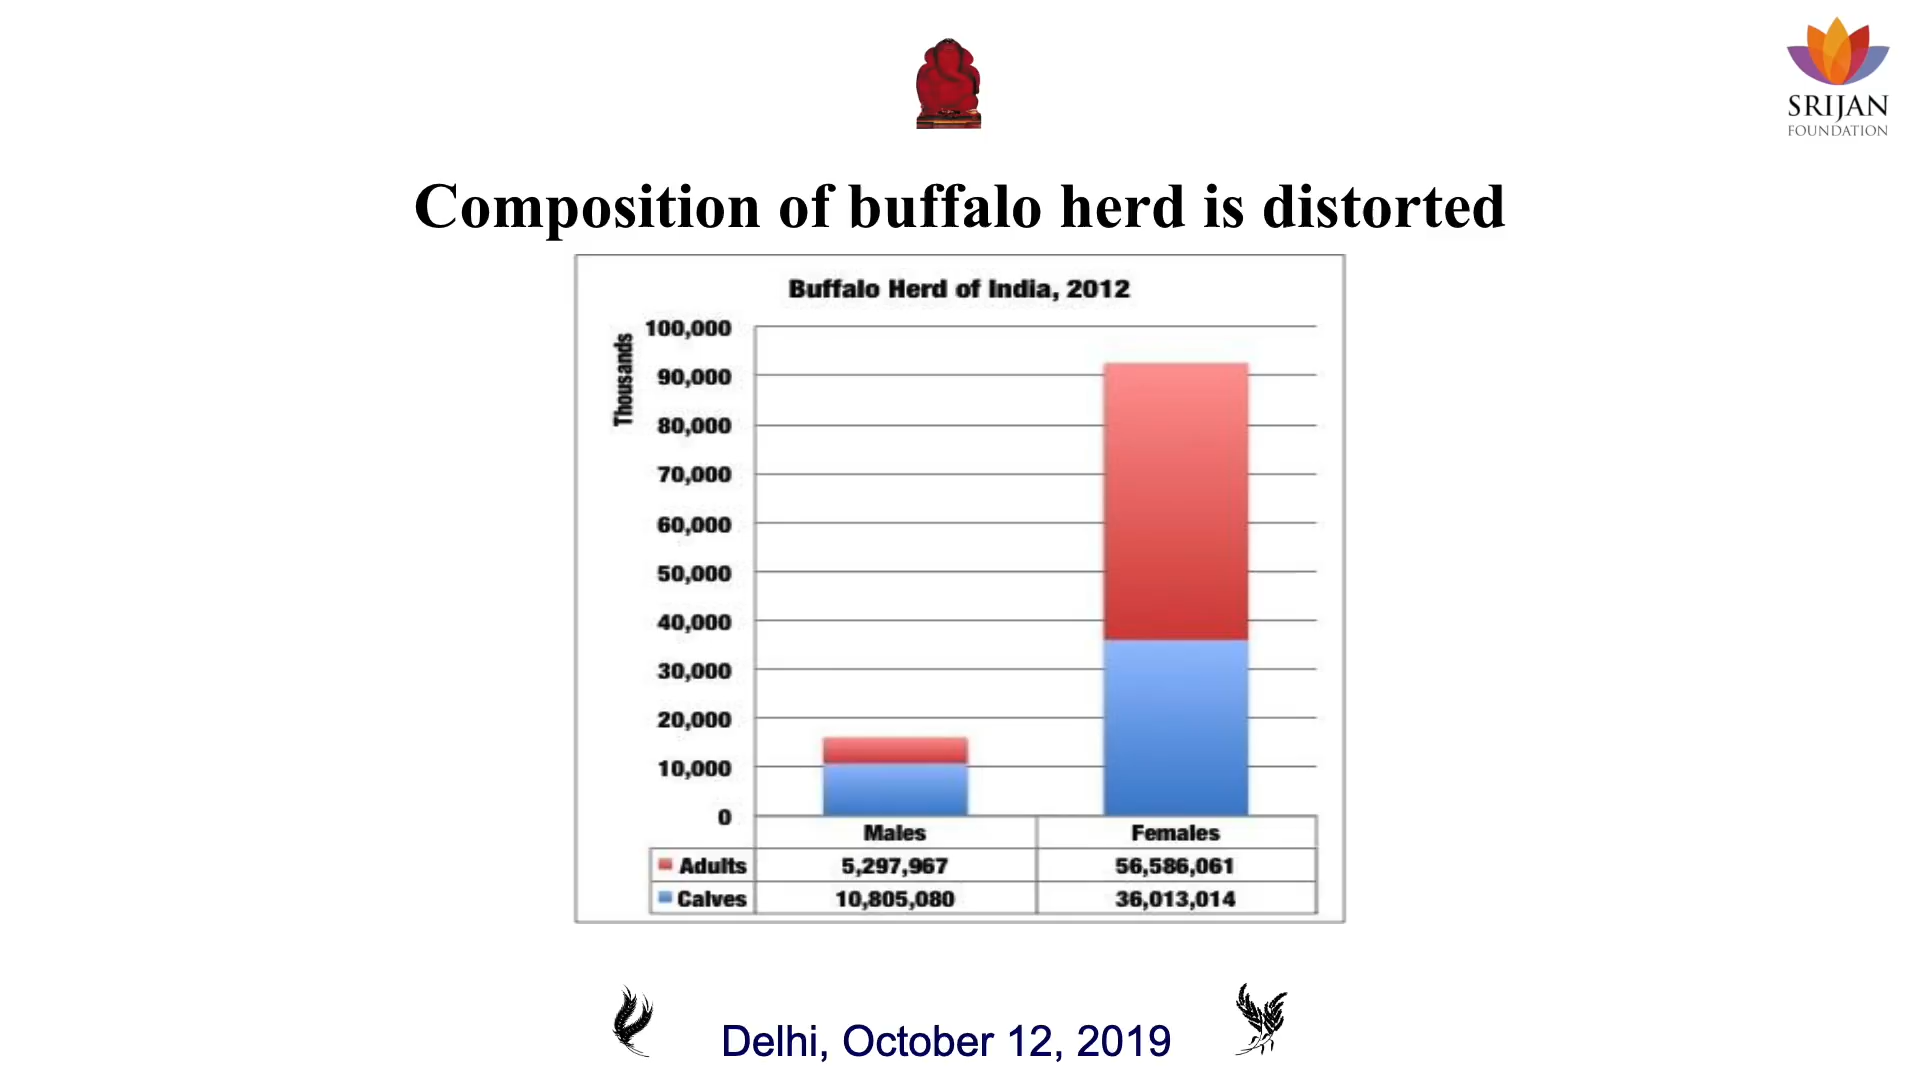 SRIJAN
FOUNDATION
Composition of buffalo herd is distorted
Buffalo Herd of India, 2012
Thousands
100,000
90,000
80,000
70,000
60,000
50,000
40,000
30,000
20,000
10,000
0
Males Females
Adults 5,297,967 56,586,061
Calves 10,805,080 36,013,014
Delhi, October 12, 2019